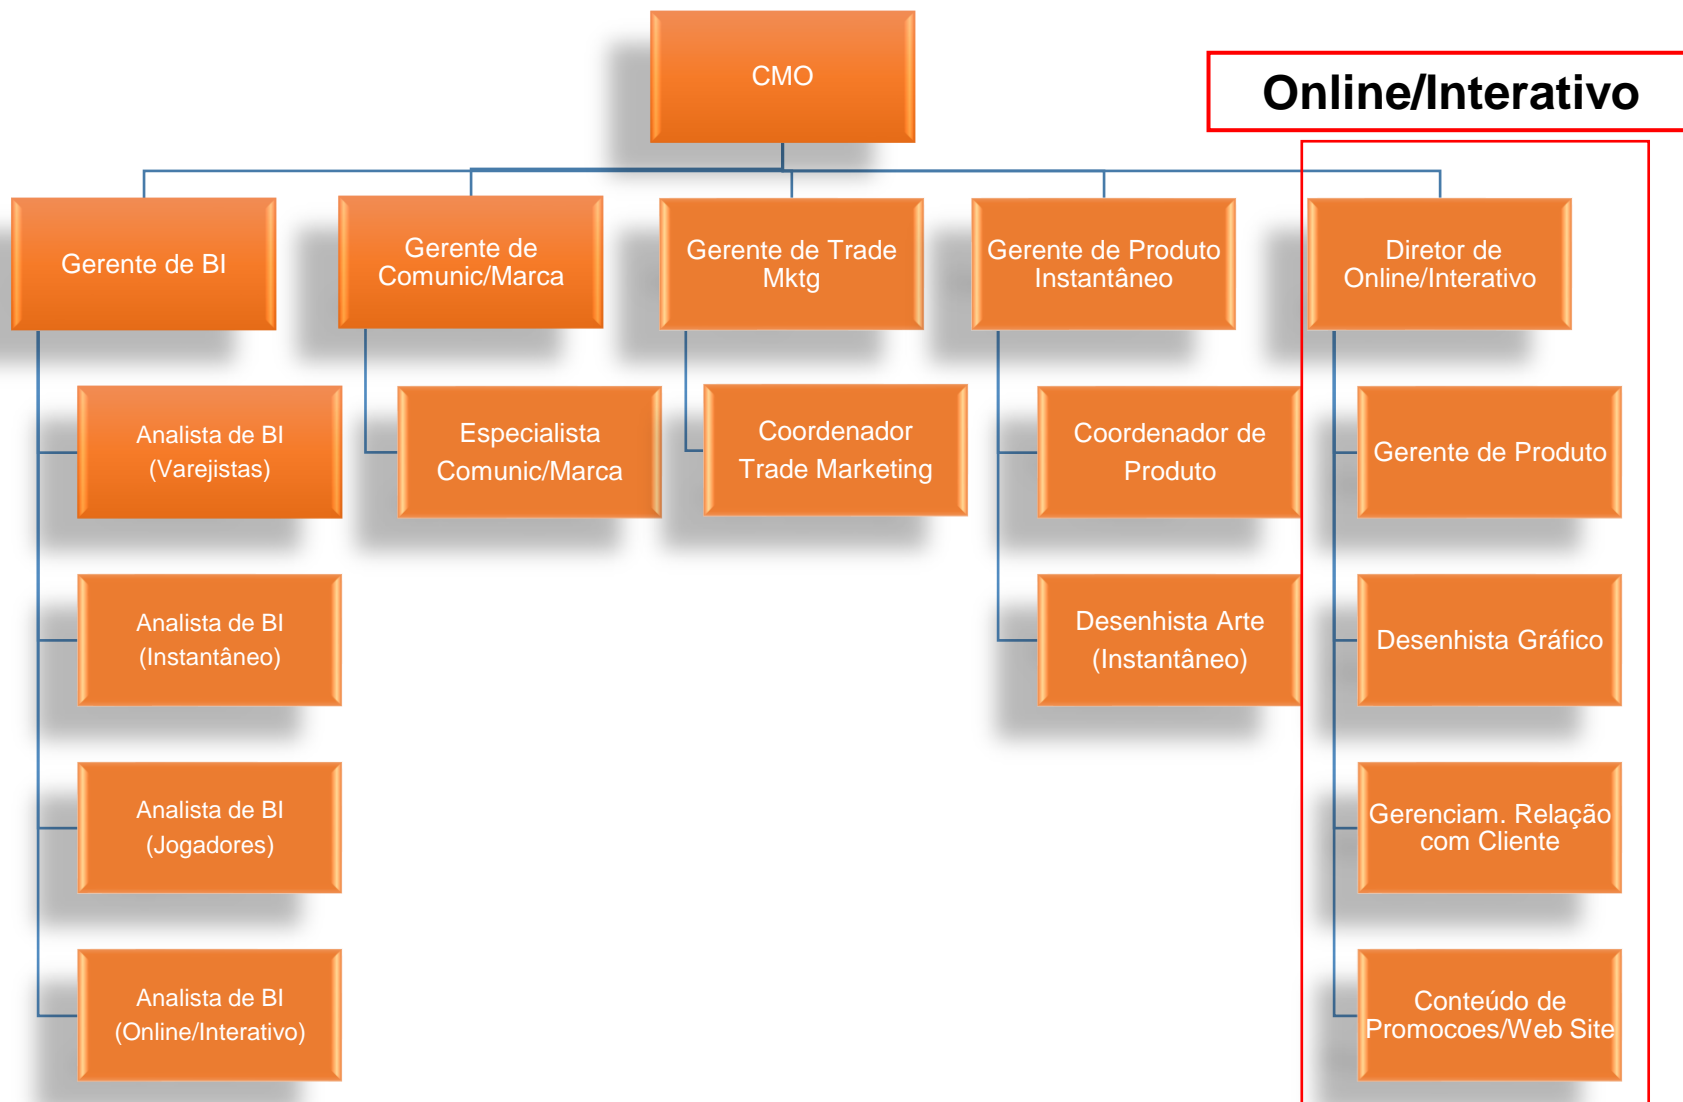 CMO
Online/Interativo
Gerente de BI
Gerente de
Comunic/Marca
Gerente de Trade
Mktg
Gerente de Produto
Instantâneo
Diretor de
Online/Interativo
Analista de BI
(Varejistas)
Especialista
Comunic/Marca
Coordenador
Trade Marketing
Coordenador de
Produto
Gerente de Produto
Analista de BI
(Instantâneo)
Desenhista Arte
(Instantâneo)
Desenhista Gráfico
Analista de BI
(Jogadores)
Gerenciam. Relação
com Cliente
Analista de BI
(Online/Interativo)
Conteúdo de
Promocoes/Web Site